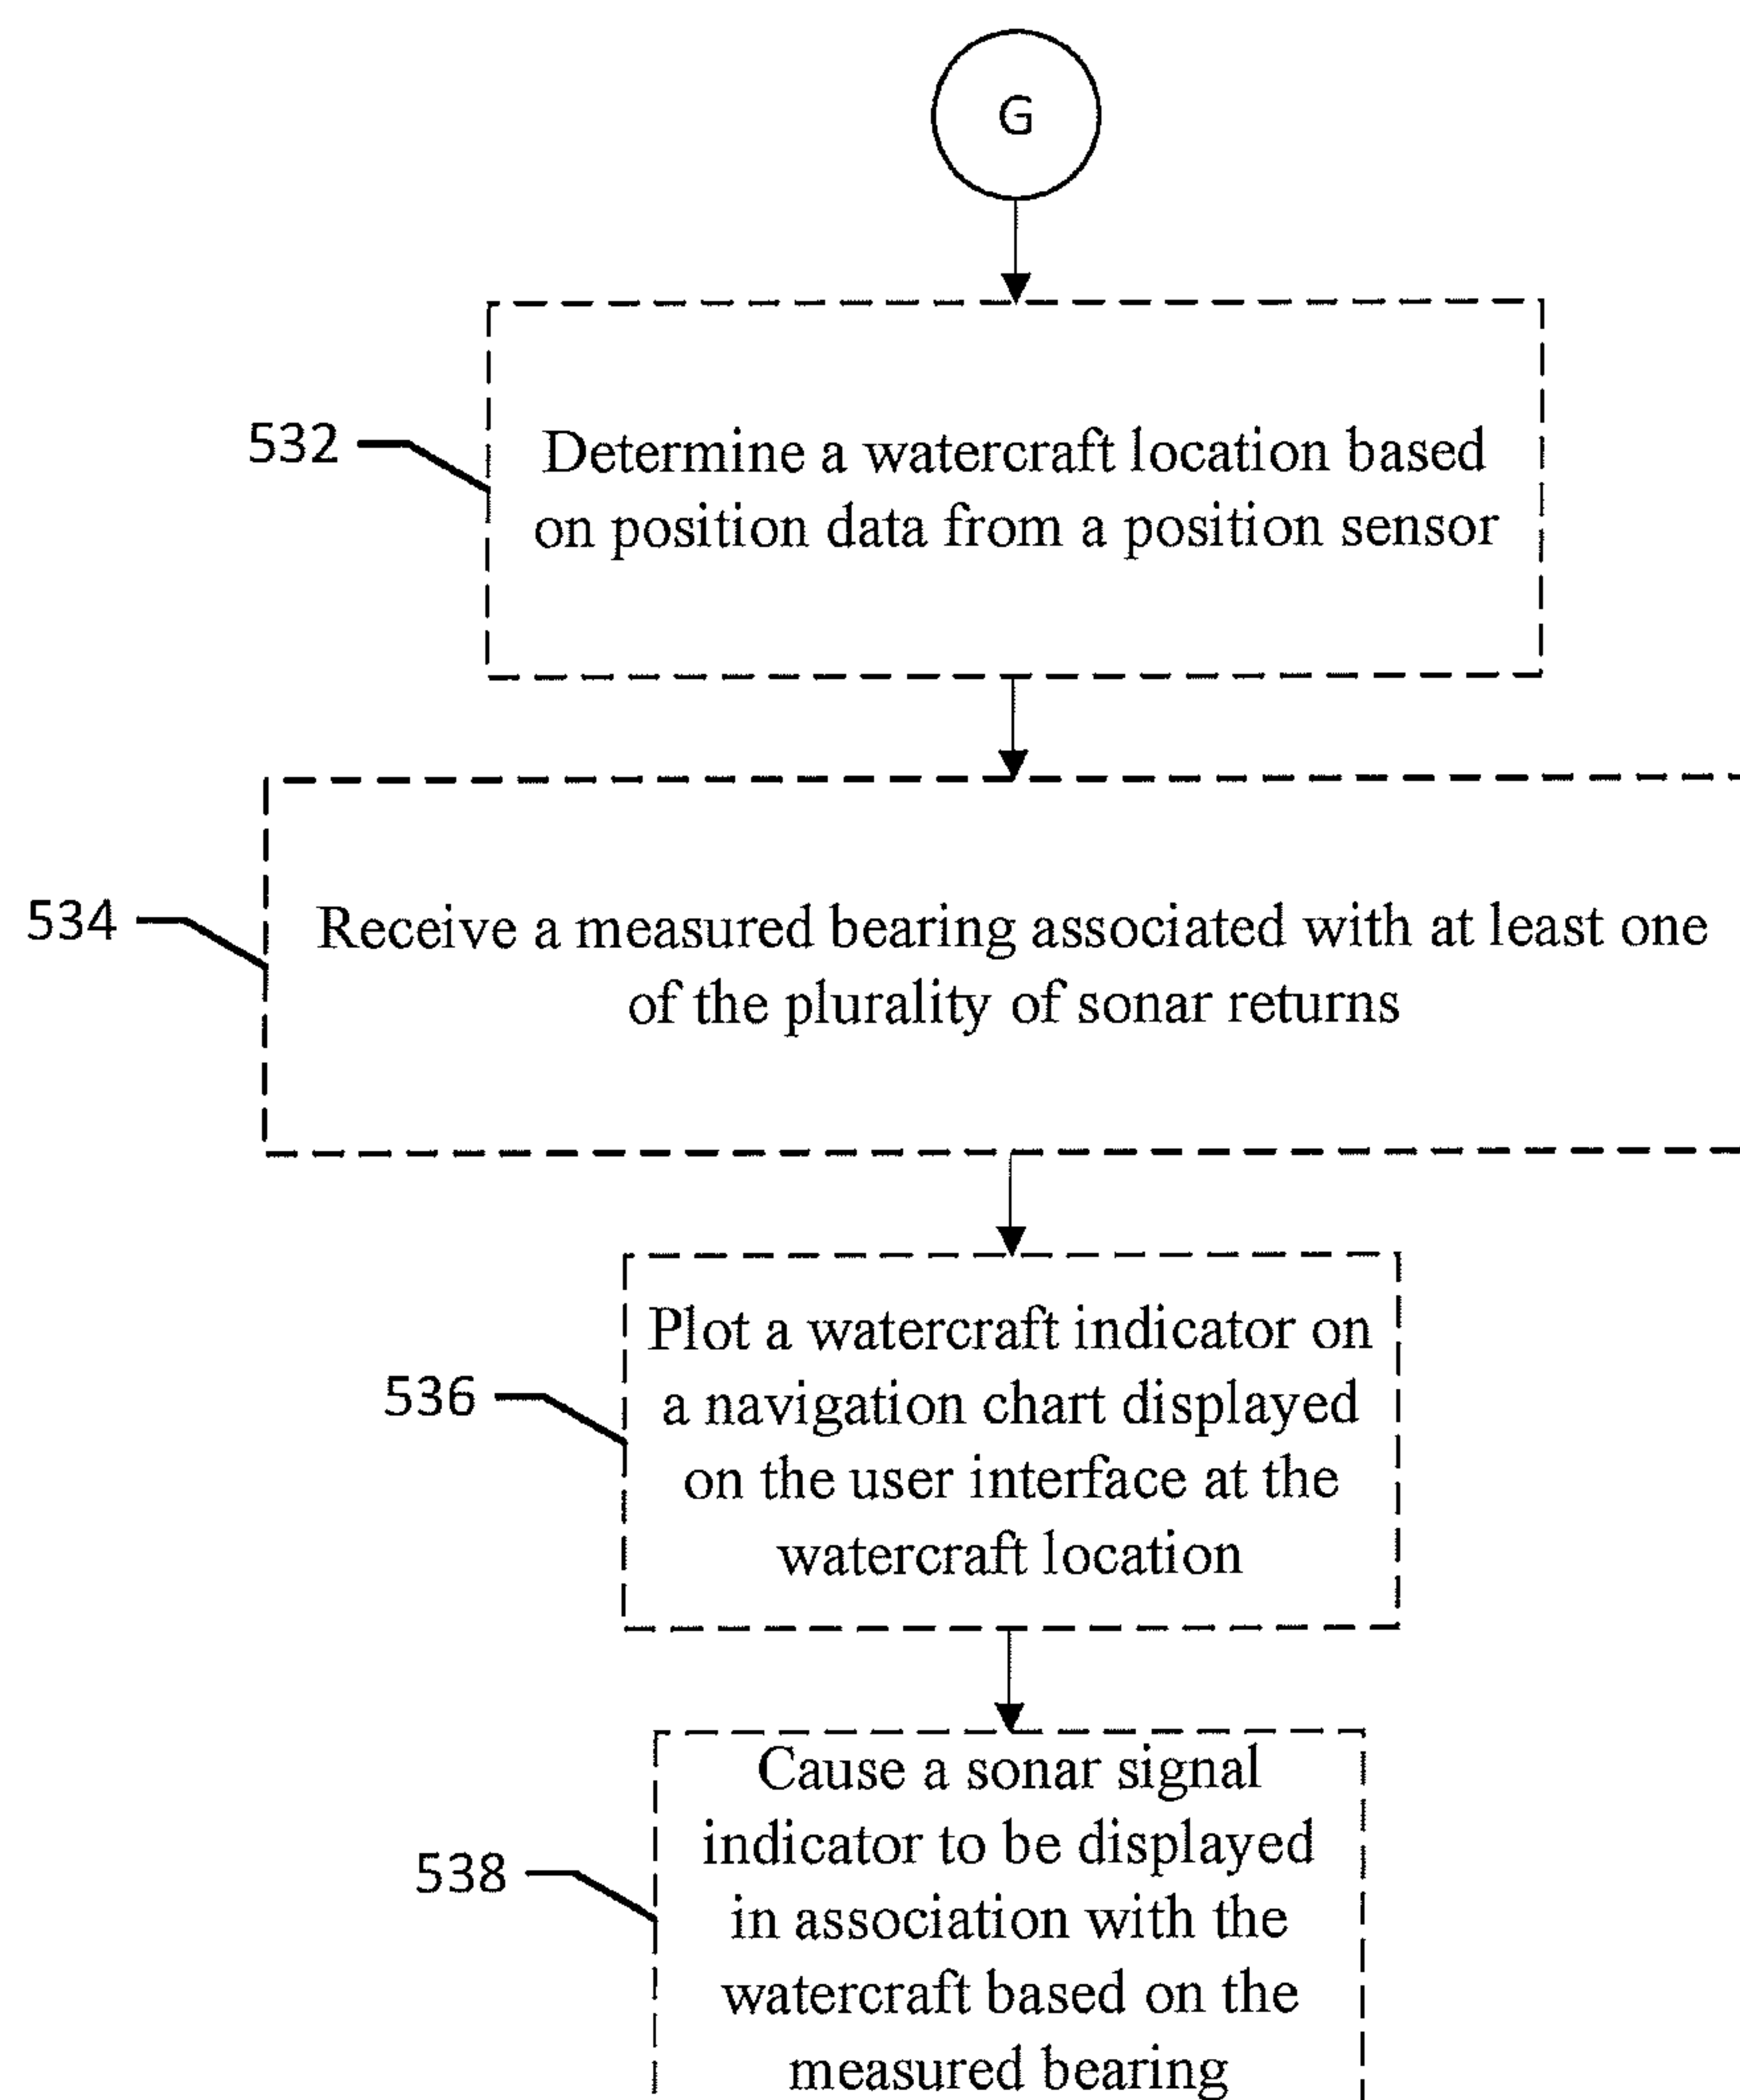 G
532
Determine a watercraft location based
on position data from a position sensor
534
Receive a measured bearing associated with at least one
of the plurality of sonar returns
536
Plot a watercraft indicator on
a navigation chart displayed
on the user interface at the
watercraft location
538
Cause a sonar signal
indicator to be displayed
in association with the
watercraft based on the
measured bearing